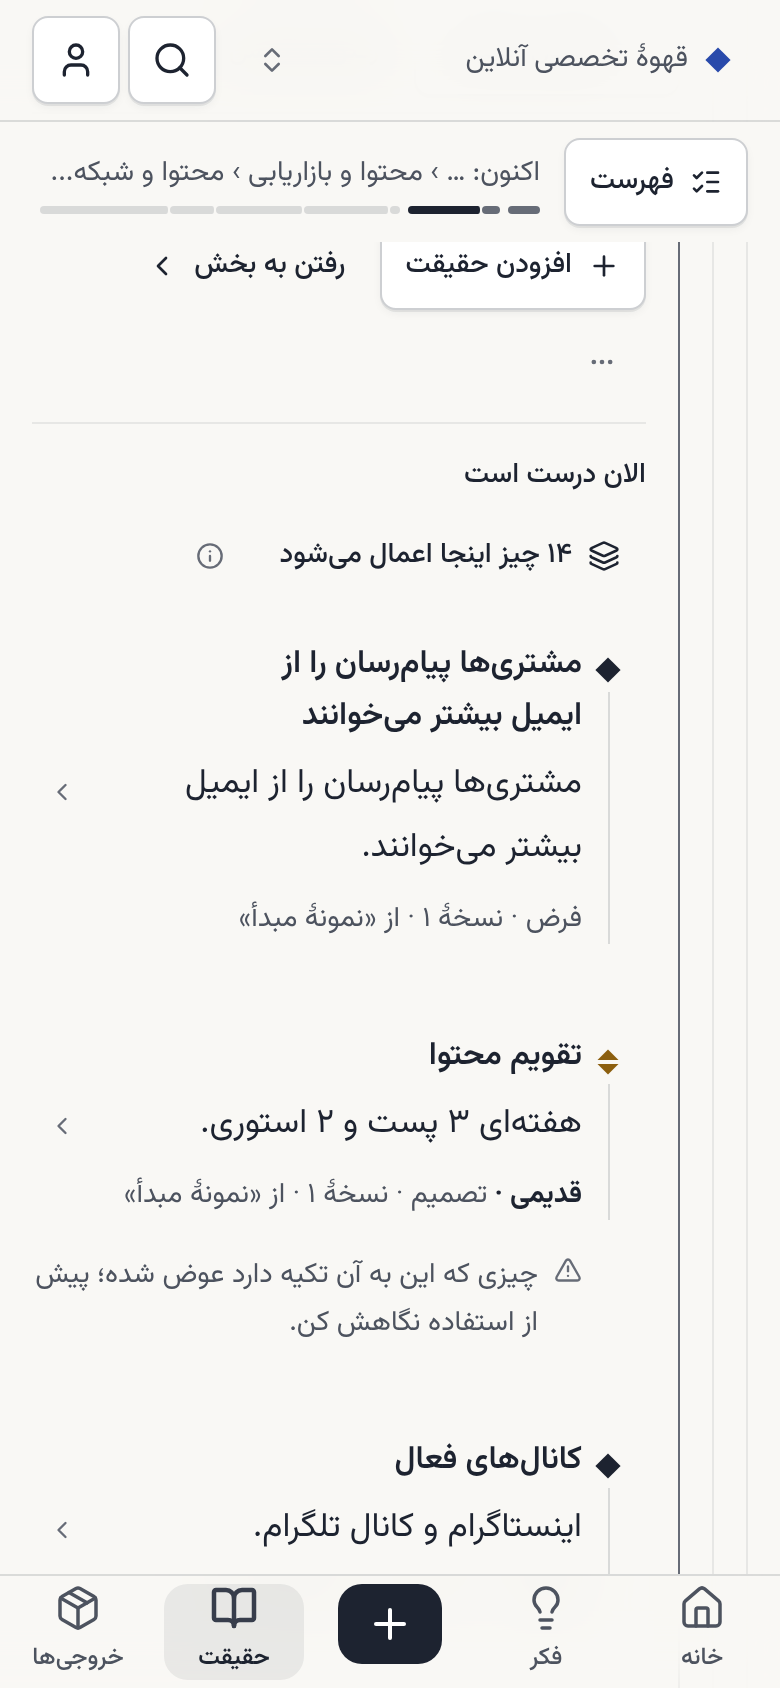 قهوهٔ تخصصی آنلاین
فهرست
اکنون: … › محتوا و بازاریابی › محتوا و شبکه…
افزودن حقیقت
رفتن به بخش
…
الان درست است
۱۴ چیز اینجا اعمال می‌شود
مشتری‌ها پیام‌رسان را از
ایمیل بیشتر می‌خوانند
مشتری‌ها پیام‌رسان را از ایمیل
بیشتر می‌خوانند.
فرض · نسخهٔ ۱ · از «نمونهٔ مبدأ»
تقویم محتوا
هفته‌ای ۳ پست و ۲ استوری.
قدیمی · تصمیم · نسخهٔ ۱ · از «نمونهٔ مبدأ»
چیزی که این به آن تکیه دارد عوض شده؛ پیش
از استفاده نگاهش کن.
کانال‌های فعال
اینستاگرام و کانال تلگرام.
خانه
فکر
حقیقت
خروجی‌ها